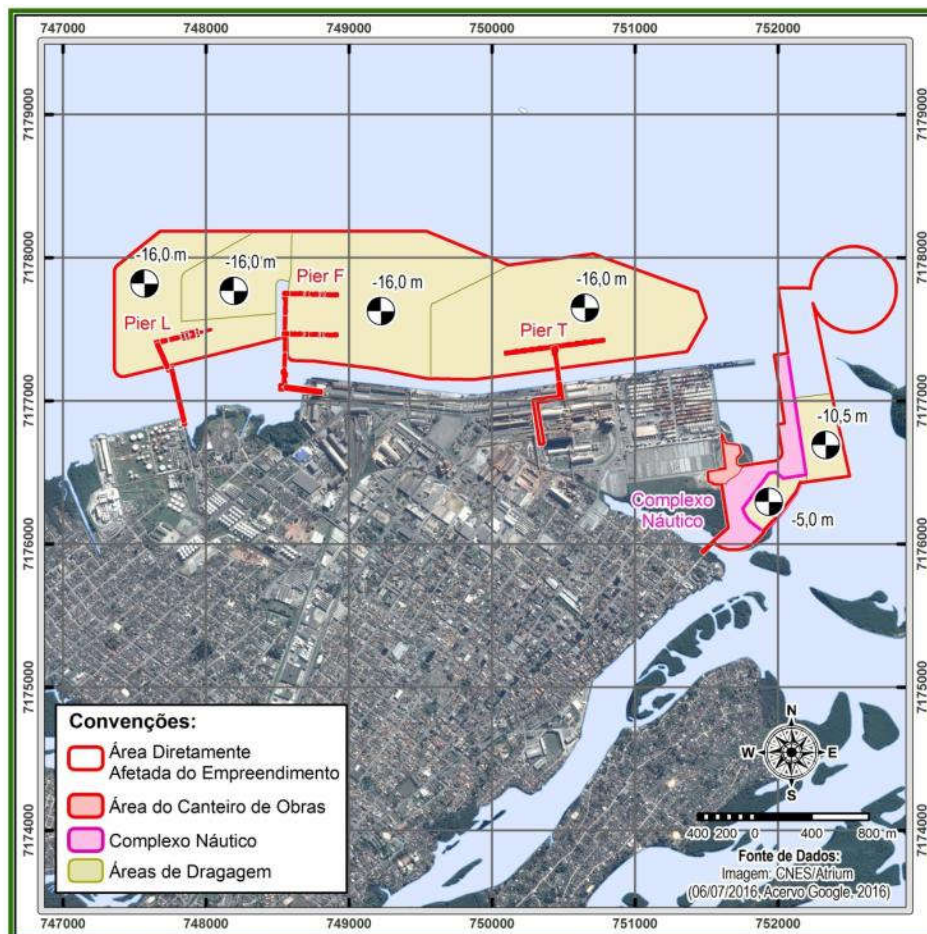 747000 748000 749000 750000 751000 752000
7179000
7178000
7177000
7176000
7175000
7174000
-16,0 m
-16,0 m
-16,0 m
-16,0 m
Pier F
Pier L
Pier T
-10,5 m
Complexo
Náutico
-5,0 m
Convenções:
Área Diretamente
Afetada do Empreendimento
Área do Canteiro de Obras
Complexo Náutico
Áreas de Dragagem
N
W E
S
400 200 0 400 800 m
Fonte de Dados:
Imagem: CNES/Atrium
(06/07/2016, Acervo Google, 2016)
7179000
7178000
7177000
7176000
7175000
7174000
747000 748000 749000 750000 751000 752000